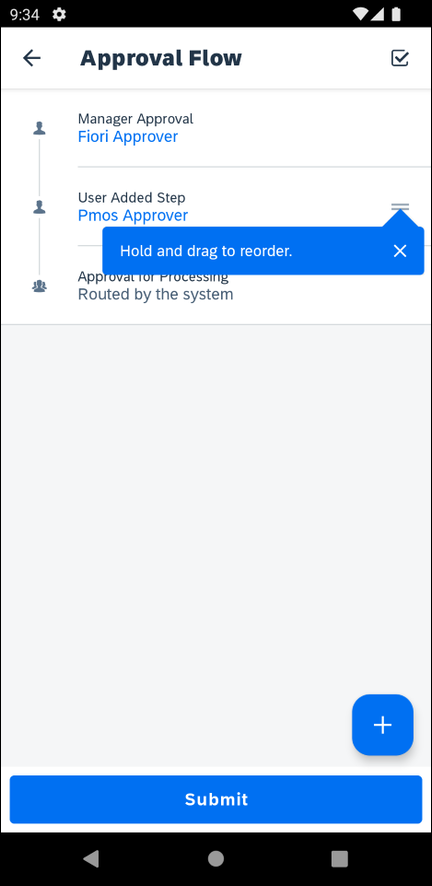 9:34
Approval Flow
Manager Approval
Fiori Approver
User Added Step
Pmos Approver
Hold and drag to reorder.
Approval for Processing
Routed by the system
Submit